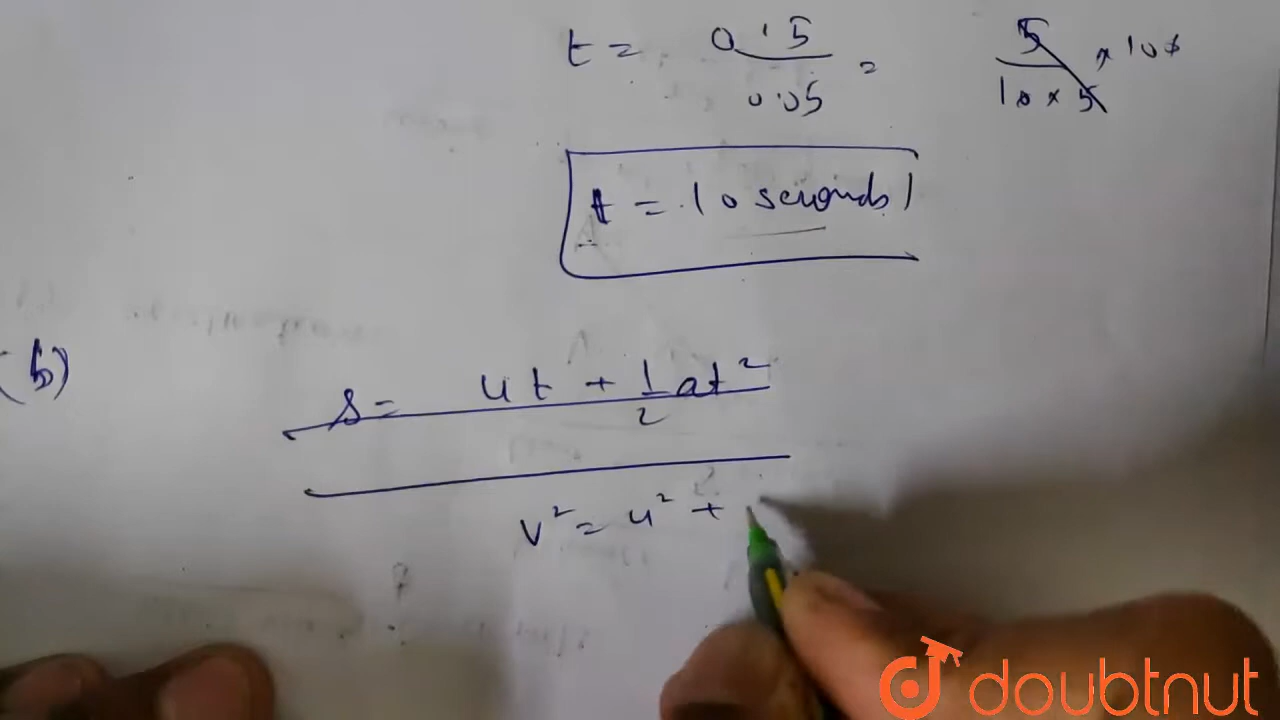 t = 0.5 / 0.05 = 5 / 10 × 5 × 100
t = 10 seconds
(b)
s = ut + 1/2 at²
v² = u² +
doubtnut